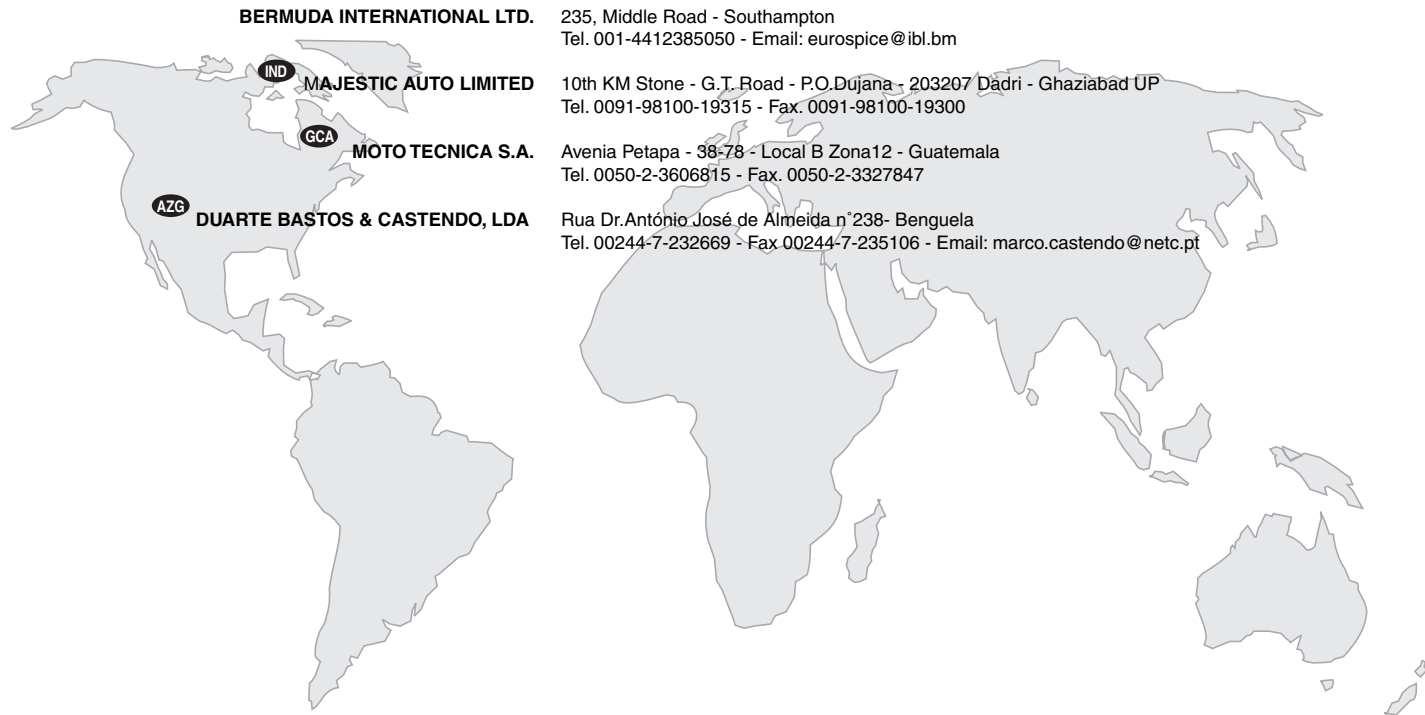 BERMUDA INTERNATIONAL LTD. 235, Middle Road - Southampton
Tel. 001-4412385050 - Email: eurospice@ibl.bm
IND MAJESTIC AUTO LIMITED 10th KM Stone - G.T. Road - P.O.Dujana - 203207 Dadri - Ghaziabad UP
Tel. 0091-98100-19315 - Fax. 0091-98100-19300
GCA MOTO TECNICA S.A. Avenia Petapa - 38-78 - Local B Zona12 - Guatemala
Tel. 0050-2-3606815 - Fax. 0050-2-3327847
AZG DUARTE BASTOS & CASTENDO, LDA Rua Dr.António José de Almeida n°238- Benguela
Tel. 00244-7-232669 - Fax 00244-7-235106 - Email: marco.castendo@netc.pt